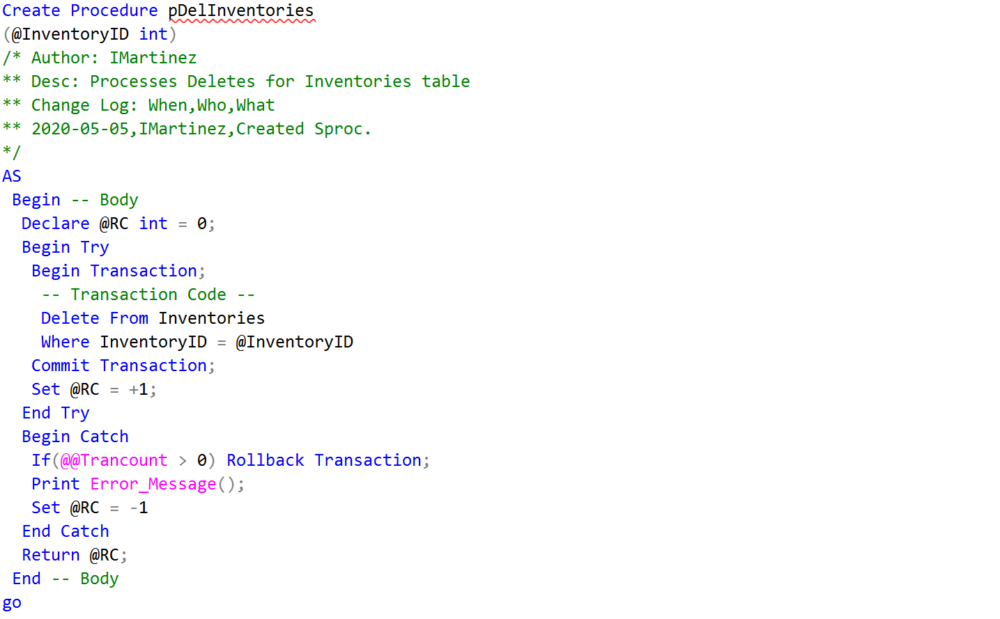 Create Procedure pDelInventories
(@InventoryID int)
/* Author: IMartinez
** Desc: Processes Deletes for Inventories table
** Change Log: When,Who,What
** 2020-05-05,IMartinez,Created Sproc.
*/
AS
 Begin -- Body
  Declare @RC int = 0;
  Begin Try
   Begin Transaction;
    -- Transaction Code --
    Delete From Inventories
    Where InventoryID = @InventoryID
   Commit Transaction;
   Set @RC = +1;
  End Try
  Begin Catch
   If(@@Trancount > 0) Rollback Transaction;
   Print Error_Message();
   Set @RC = -1
  End Catch
  Return @RC;
 End -- Body
go